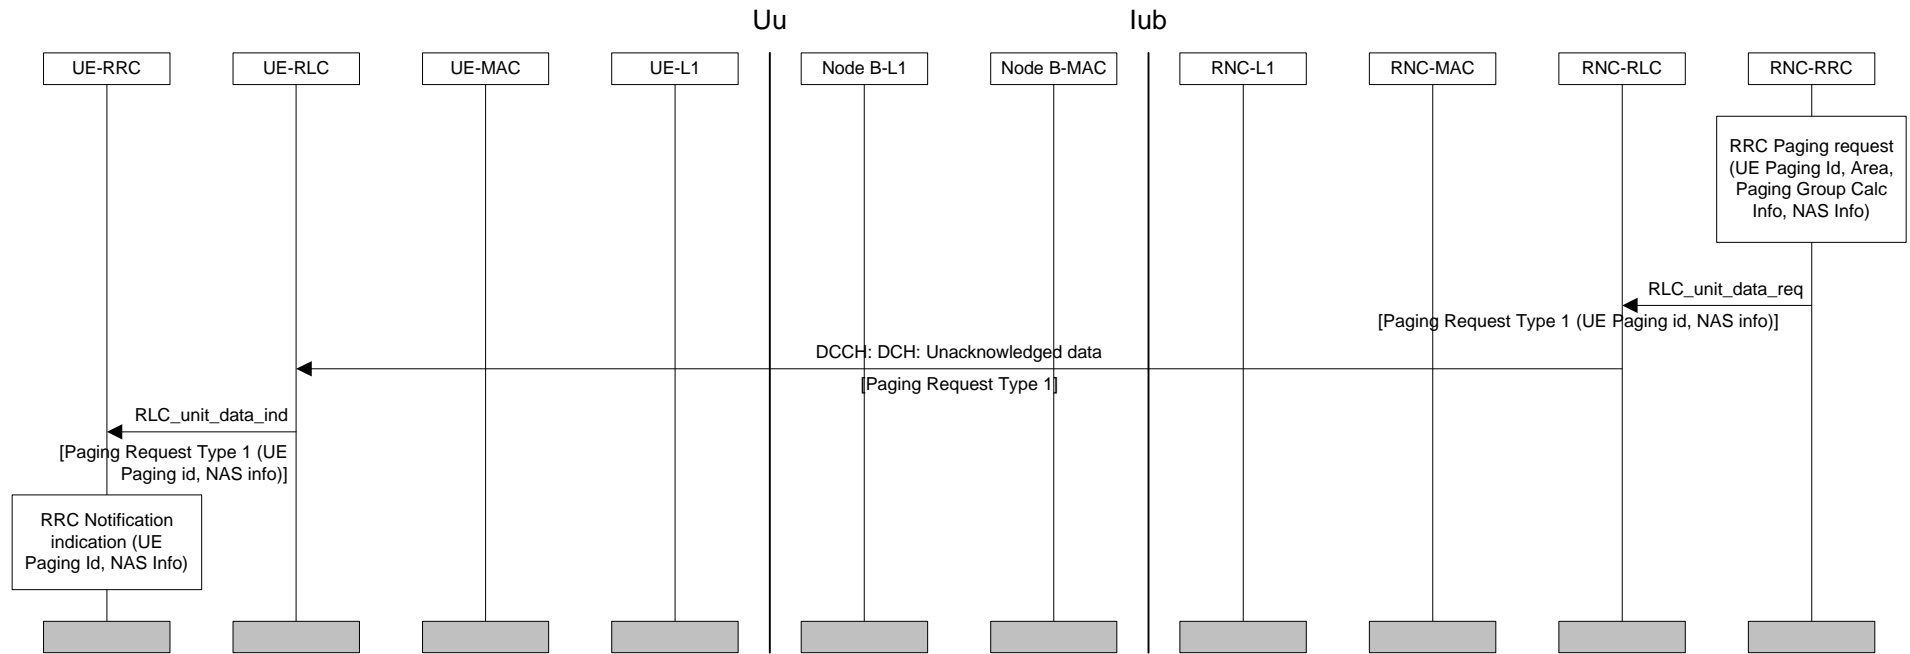 Uu
Iub
UE-RRC
UE-RLC
UE-MAC
UE-L1
Node B-L1
Node B-MAC
RNC-L1
RNC-MAC
RNC-RLC
RNC-RRC
RRC Paging request
(UE Paging Id, Area,
Paging Group Calc
Info, NAS Info)
RLC_unit_data_req
[Paging Request Type 1 (UE Paging id, NAS info)]
DCCH: DCH: Unacknowledged data
[Paging Request Type 1]
RLC_unit_data_ind
[Paging Request Type 1 (UE
Paging id, NAS info)]
RRC Notification
indication (UE
Paging Id, NAS Info)